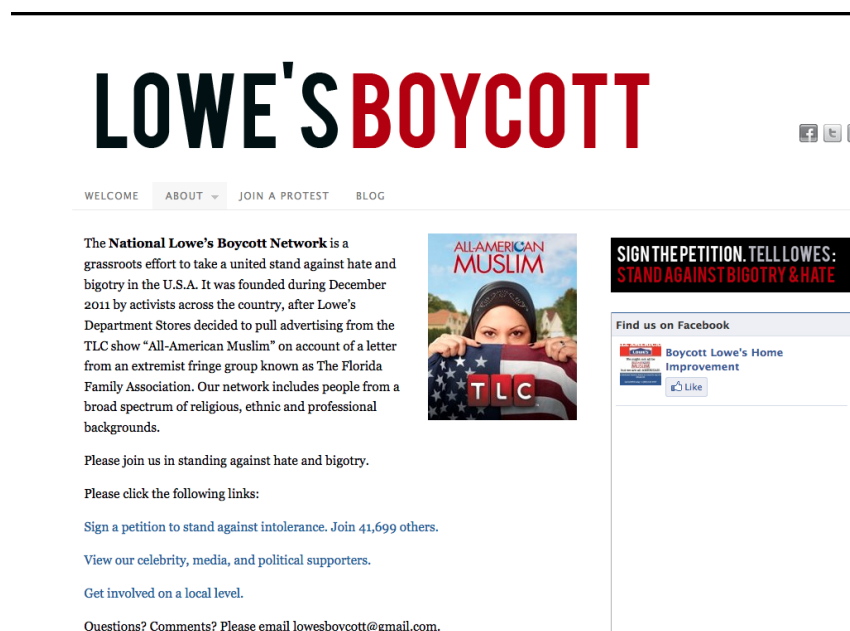 LOWE'S BOYCOTT
WELCOME ABOUT JOIN A PROTEST BLOG
The National Lowe's Boycott Network is a
grassroots effort to take a united stand against hate and
bigotry in the U.S.A. It was founded during December
2011 by activists across the country, after Lowe's
Department Stores decided to pull advertising from the
TLC show “All-American Muslim” on account of a letter
from an extremist fringe group known as The Florida
Family Association. Our network includes people from a
broad spectrum of religious, ethnic and professional
backgrounds.
Please join us in standing against hate and bigotry.
Please click the following links:
Sign a petition to stand against intolerance. Join 41,699 others.
View our celebrity, media, and political supporters.
Get involved on a local level.
Questions? Comments? Please email lowesboycott@gmail.com.
ALL-AMERICAN
MUSLIM
TLC
SIGN THE PETITION. TELL LOWES:
STAND AGAINST BIGOTRY & HATE
Find us on Facebook
Boycott Lowe's Home
Improvement
Like